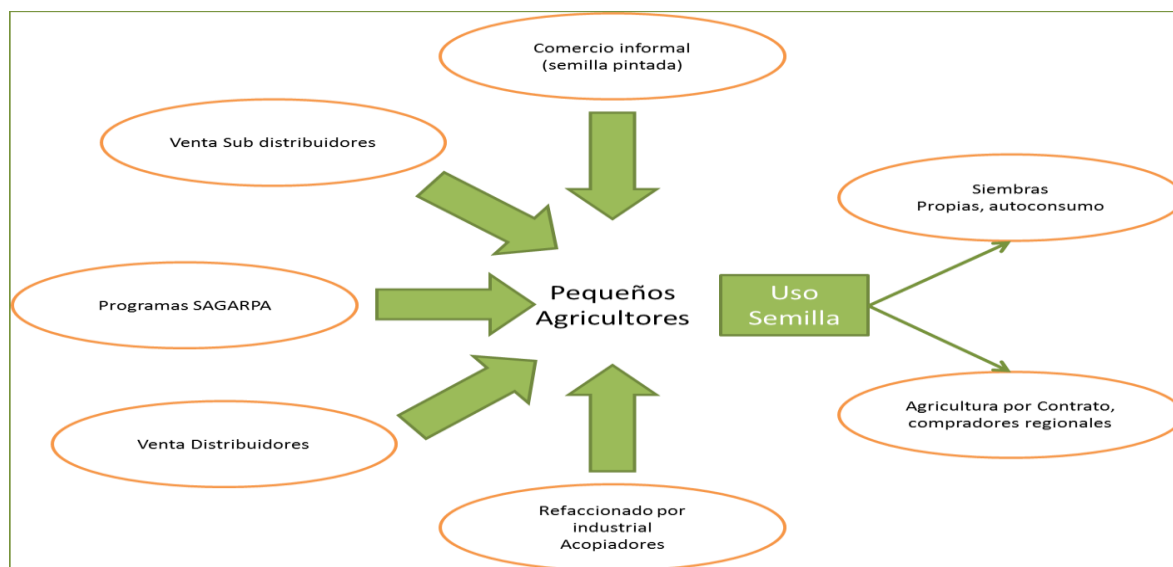 Comercio informal
(semilla pintada)
Venta Sub distribuidores
Siembras
Propias, autoconsumo
Programas SAGARPA
Pequeños
Agricultores
Uso
Semilla
Venta Distribuidores
Agricultura por Contrato,
compradores regionales
Refaccionado por
industrial
Acopiadores